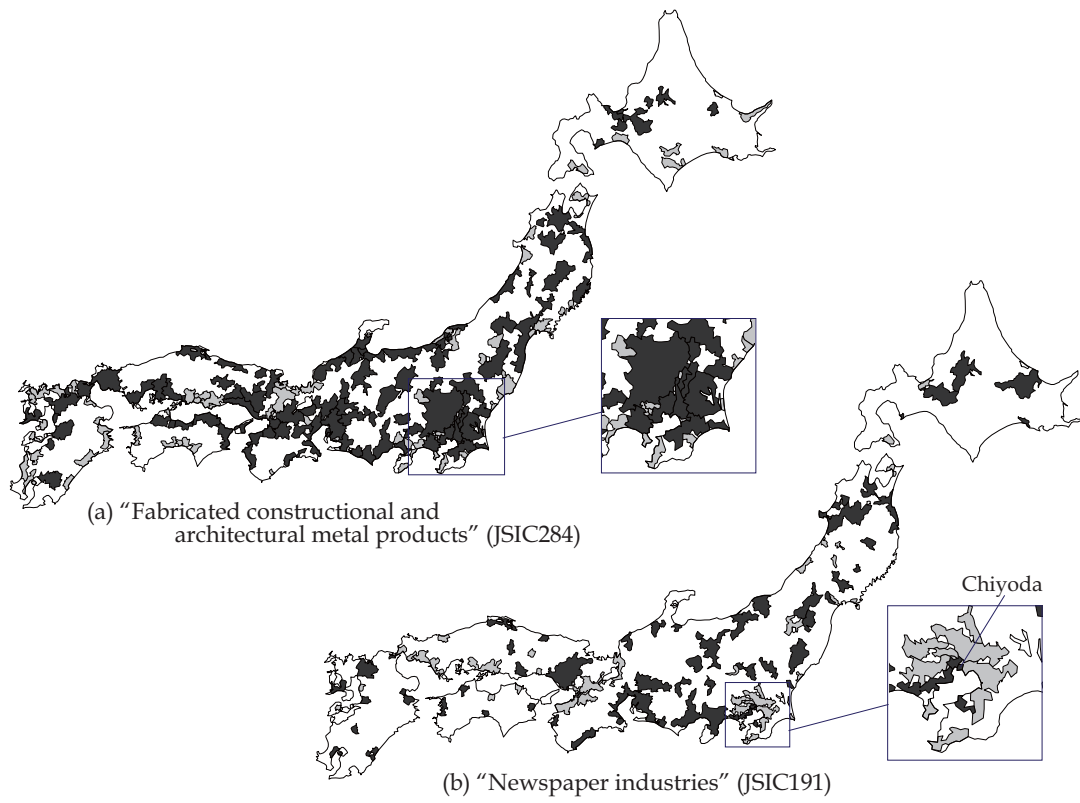 (a) “Fabricated constructional and
architectural metal products” (JSIC284)
Chiyoda
(b) “Newspaper industries” (JSIC191)